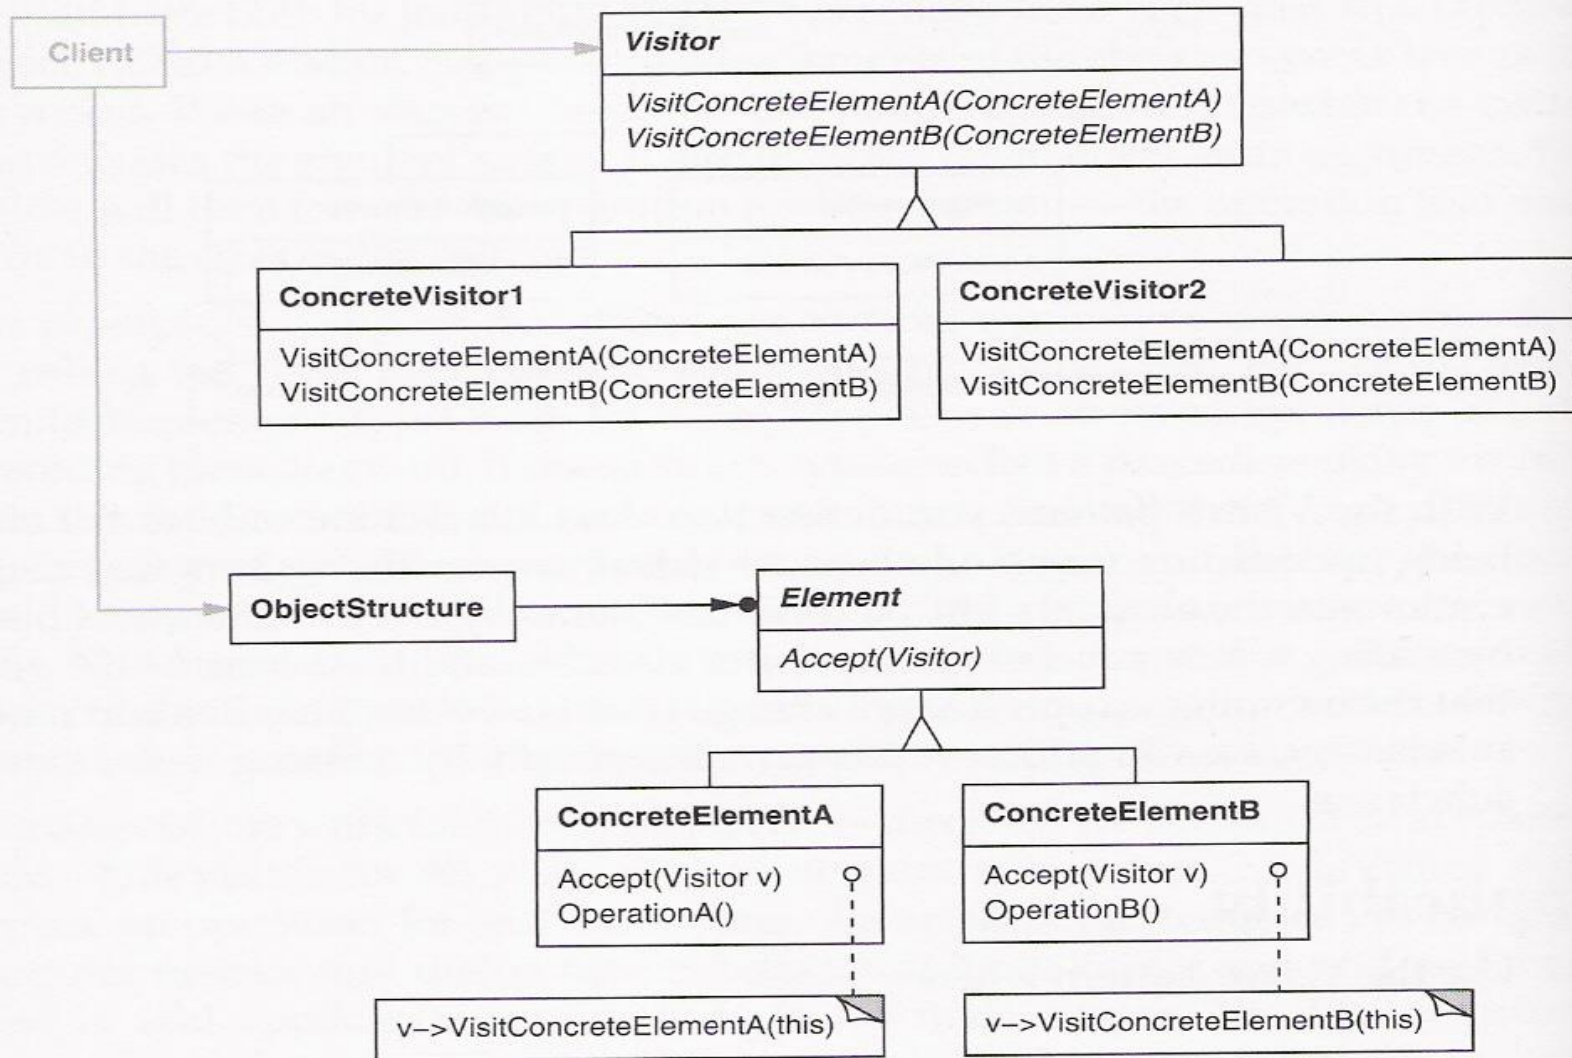 Client
Visitor
VisitConcreteElementA(ConcreteElementA)
VisitConcreteElementB(ConcreteElementB)
ConcreteVisitor1
VisitConcreteElementA(ConcreteElementA)
VisitConcreteElementB(ConcreteElementB)
ConcreteVisitor2
VisitConcreteElementA(ConcreteElementA)
VisitConcreteElementB(ConcreteElementB)
ObjectStructure
Element
Accept(Visitor)
ConcreteElementA
Accept(Visitor v)
OperationA()
ConcreteElementB
Accept(Visitor v)
OperationB()
v–>VisitConcreteElementA(this)
v–>VisitConcreteElementB(this)